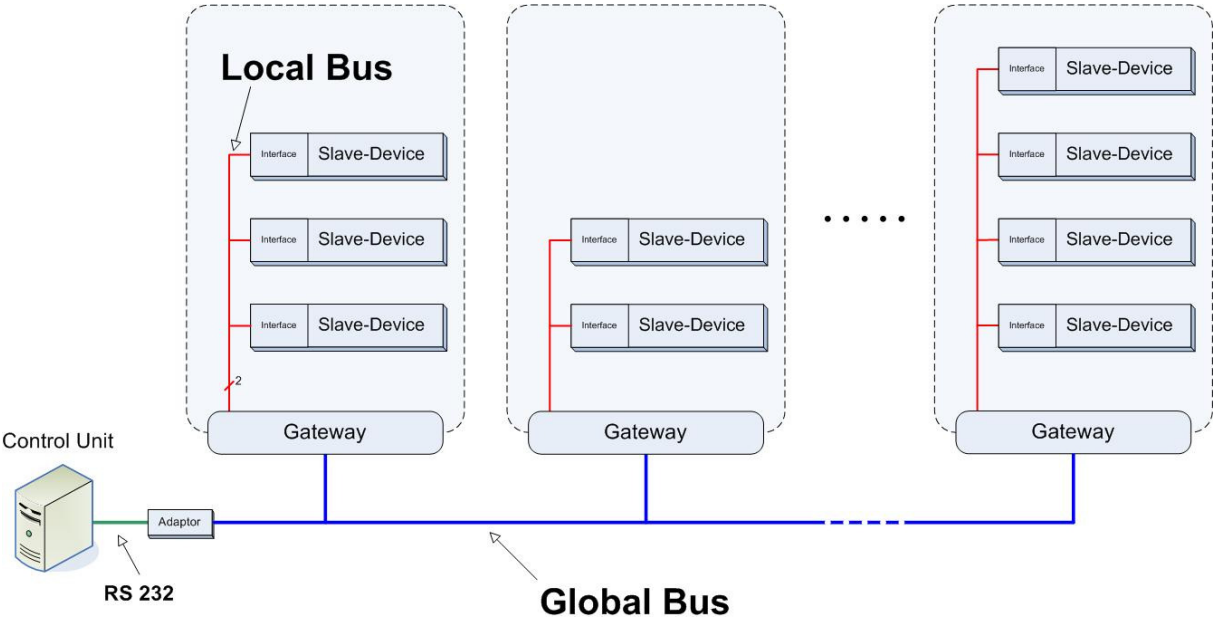 Local Bus
Interface Slave-Device
Interface Slave-Device
Interface Slave-Device
2
Gateway
Interface Slave-Device
Interface Slave-Device
Gateway
Interface Slave-Device
Interface Slave-Device
Interface Slave-Device
Interface Slave-Device
Gateway
Control Unit
Adaptor
RS 232
Global Bus